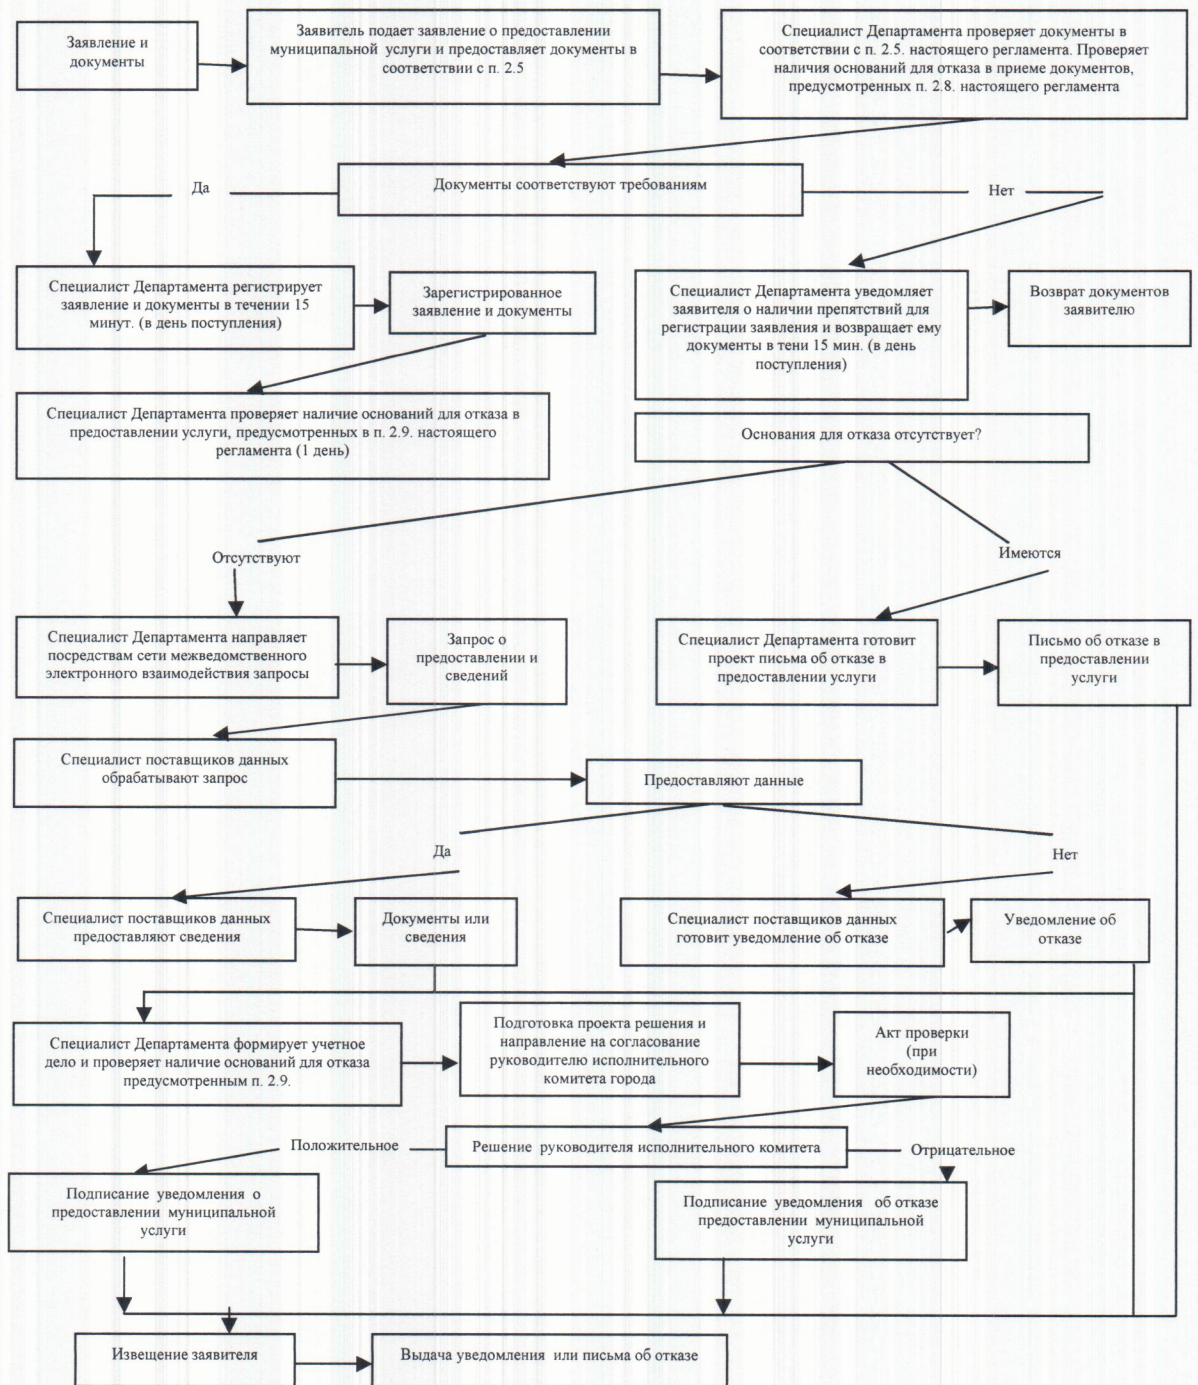 Заявление и
документы
Заявитель подает заявление о предоставлении
муниципальной услуги и предоставляет документы в
соответствии с п. 2.5
Специалист Департамента проверяет документы в
соответствии с п. 2.5. настоящего регламента. Проверяет
наличия оснований для отказа в приеме документов,
предусмотренных п. 2.8. настоящего регламента
Да
Документы соответствуют требованиям
Нет
Специалист Департамента регистрирует
заявление и документы в течении 15
минут. (в день поступления)
Зарегистрированное
заявление и документы
Специалист Департамента уведомляет
заявителя о наличии препятствий для
регистрации заявления и возвращает ему
документы в тени 15 мин. (в день
поступления)
Возврат документов
заявителю
Специалист Департамента проверяет наличие оснований для отказа в
предоставлении услуги, предусмотренных в п. 2.9. настоящего
регламента (1 день)
Основания для отказа отсутствует?
Отсутствуют
Имеются
Специалист Департамента направляет
посредствам сети межведомственного
электронного взаимодействия запросы
Запрос о
предоставлении и
сведений
Специалист Департамента готовит
проект письма об отказе в
предоставлении услуги
Письмо об отказе в
предоставлении
услуги
Специалист поставщиков данных
обрабатывают запрос
Предоставляют данные
Да
Нет
Специалист поставщиков данных
предоставляют сведения
Документы или
сведения
Специалист поставщиков данных
готовит уведомление об отказе
Уведомление об
отказе
Специалист Департамента формирует учетное
дело и проверяет наличие оснований для отказа
предусмотренным п. 2.9.
Подготовка проекта решения и
направление на согласование
руководителю исполнительного
комитета города
Акт проверки
(при
необходимости)
Положительное
Решение руководителя исполнительного комитета
Отрицательное
Подписание уведомления о
предоставлении муниципальной
услуги
Подписание уведомления об отказе
предоставлении муниципальной
услуги
Извещение заявителя
Выдача уведомления или письма об отказе